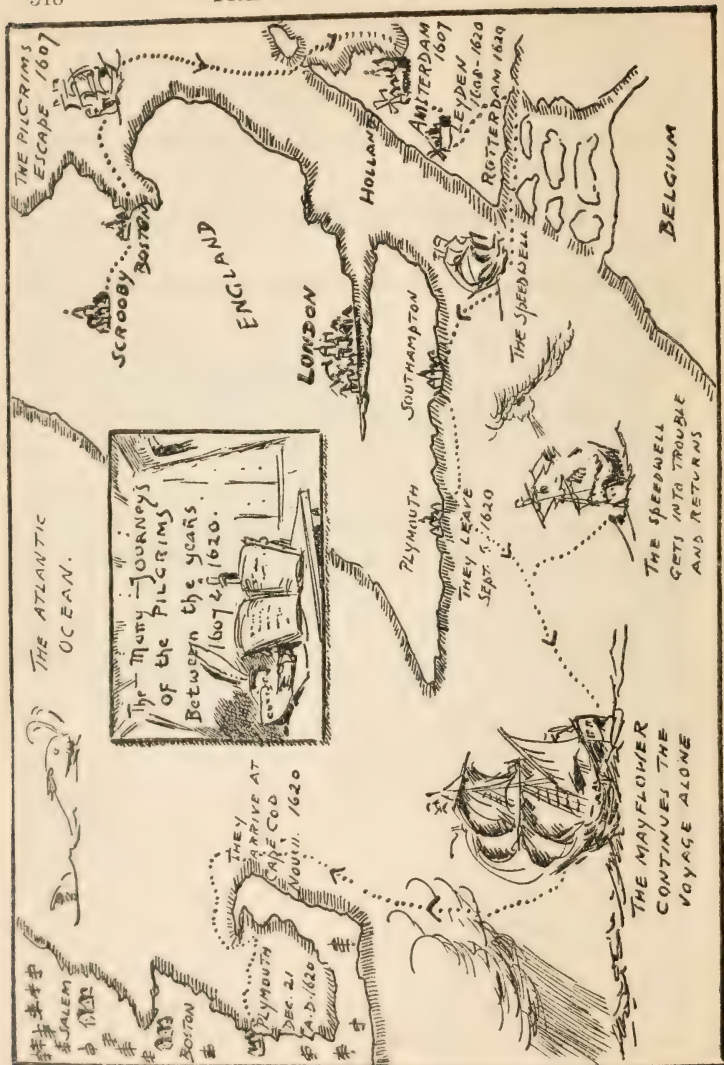 318
THE PILGRIMS
ESCAPE 1607
SCROOBY
BOSTON
ENGLAND
LONDON
HOLLAND
AMSTERDAM
1607
LEYDEN
1608-1620
ROTTERDAM 1620
BELGIUM
THE SPEEDWELL
SOUTHAMPTON
PLYMOUTH
THEY LEAVE
SEPT. 1620
THE SPEEDWELL
GETS INTO TROUBLE
AND RETURNS
THE ATLANTIC
OCEAN.
The Many Journeys
of the PILGRIMS
Between the years
1607 1620.
THE MAYFLOWER
CONTINUES THE
VOYAGE ALONE
THEY
ARRIVE AT
CAPE COD
NOV. 11. 1620
SALEM
BOSTON
PLYMOUTH
DEC. 21
A.D. 1620